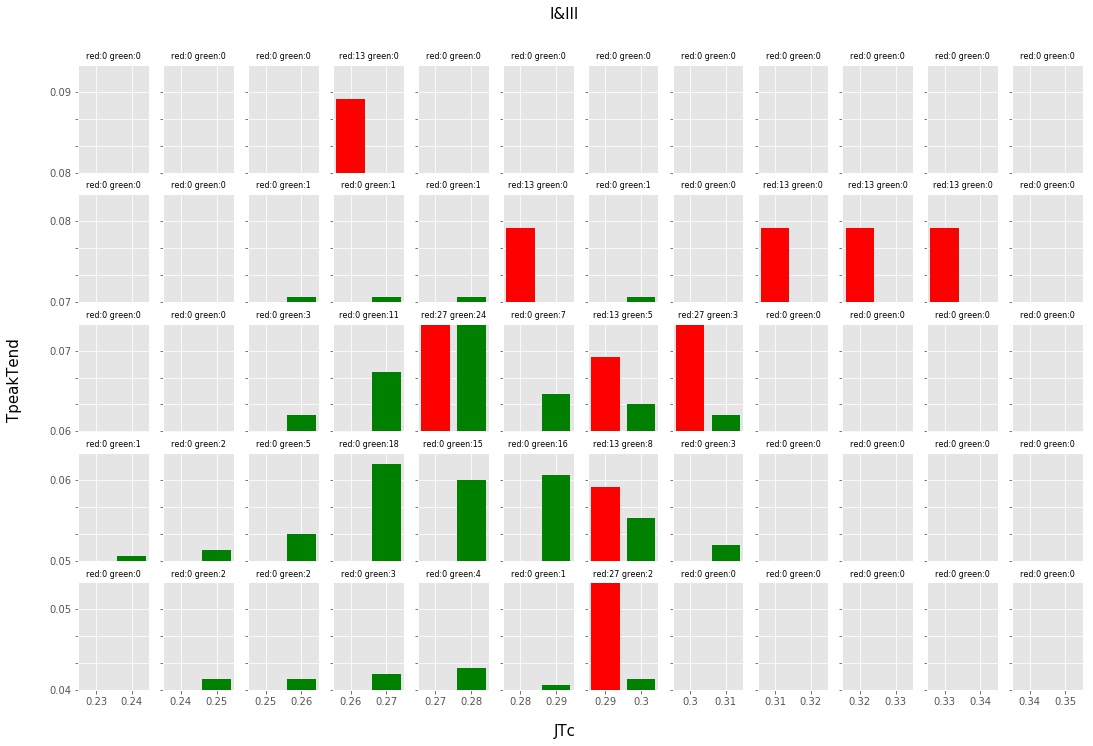 I&III
red:0 green:0 red:0 green:0 red:0 green:0 red:13 green:0 red:0 green:0 red:0 green:0 red:0 green:0 red:0 green:0 red:0 green:0 red:0 green:0 red:0 green:0 red:0 green:0
0.09
0.08
red:0 green:0 red:0 green:0 red:0 green:1 red:0 green:1 red:0 green:1 red:13 green:0 red:0 green:1 red:0 green:0 red:13 green:0 red:13 green:0 red:13 green:0 red:0 green:0
0.08
0.07
red:0 green:0 red:0 green:0 red:0 green:3 red:0 green:11 red:27 green:24 red:0 green:7 red:13 green:5 red:27 green:3 red:0 green:0 red:0 green:0 red:0 green:0 red:0 green:0
0.07
TpeakTend
0.06
red:0 green:1 red:0 green:2 red:0 green:5 red:0 green:18 red:0 green:15 red:0 green:16 red:13 green:8 red:0 green:3 red:0 green:0 red:0 green:0 red:0 green:0 red:0 green:0
0.06
0.05
red:0 green:0 red:0 green:2 red:0 green:2 red:0 green:3 red:0 green:4 red:0 green:1 red:27 green:2 red:0 green:0 red:0 green:0 red:0 green:0 red:0 green:0 red:0 green:0
0.05
0.04
0.23 0.24 0.24 0.25 0.25 0.26 0.26 0.27 0.27 0.28 0.28 0.29 0.29 0.3 0.3 0.31 0.31 0.32 0.32 0.33 0.33 0.34 0.34 0.35
JTc